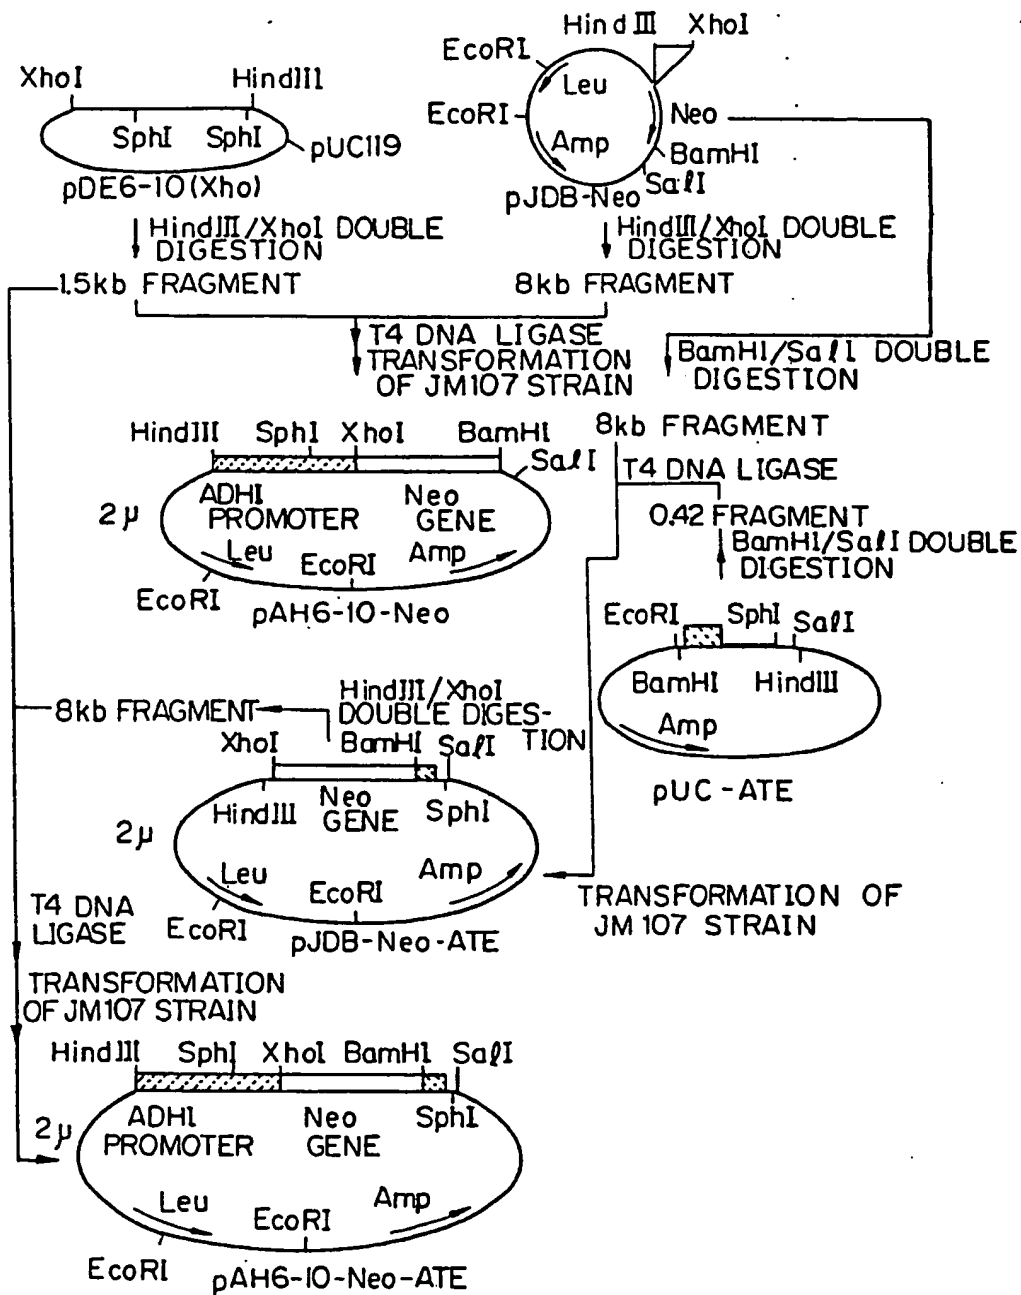 HindIII XhoI
EcoRI
Leu
EcoRI
Neo
Amp
BamHI
SalI
pJDB-Neo
XhoI HindIII
SphI SphI
pUC119
pDE6-10(Xho)
HindIII/XhoI DOUBLE
DIGESTION
1.5kb FRAGMENT
HindIII/XhoI DOUBLE
DIGESTION
8kb FRAGMENT
T4 DNA LIGASE
TRANSFORMATION
OF JM107 STRAIN
BamHI/SalI DOUBLE
DIGESTION
8kb FRAGMENT
T4 DNA LIGASE
0.42 FRAGMENT
BamHI/SalI DOUBLE
DIGESTION
HindIII SphI XhoI BamHI
SalI
2μ
ADHI
PROMOTER
Neo
GENE
Leu
EcoRI
Amp
EcoRI
pAH6-10-Neo
EcoRI SphI SalI
BamHI HindIII
Amp
pUC-ATE
HindIII/XhoI
DOUBLE DIGES-
TION
8kb FRAGMENT
XhoI BamHI SalI
HindIII
Neo
GENE
SphI
2μ
Leu
EcoRI
Amp
EcoRI
pJDB-Neo-ATE
TRANSFORMATION OF
JM107 STRAIN
T4 DNA
LIGASE
TRANSFORMATION
OF JM107 STRAIN
HindIII SphI XhoI BamHI SalI
2μ
ADHI
PROMOTER
Neo
GENE
SphI
Leu
EcoRI
Amp
EcoRI
pAH6-10-Neo-ATE